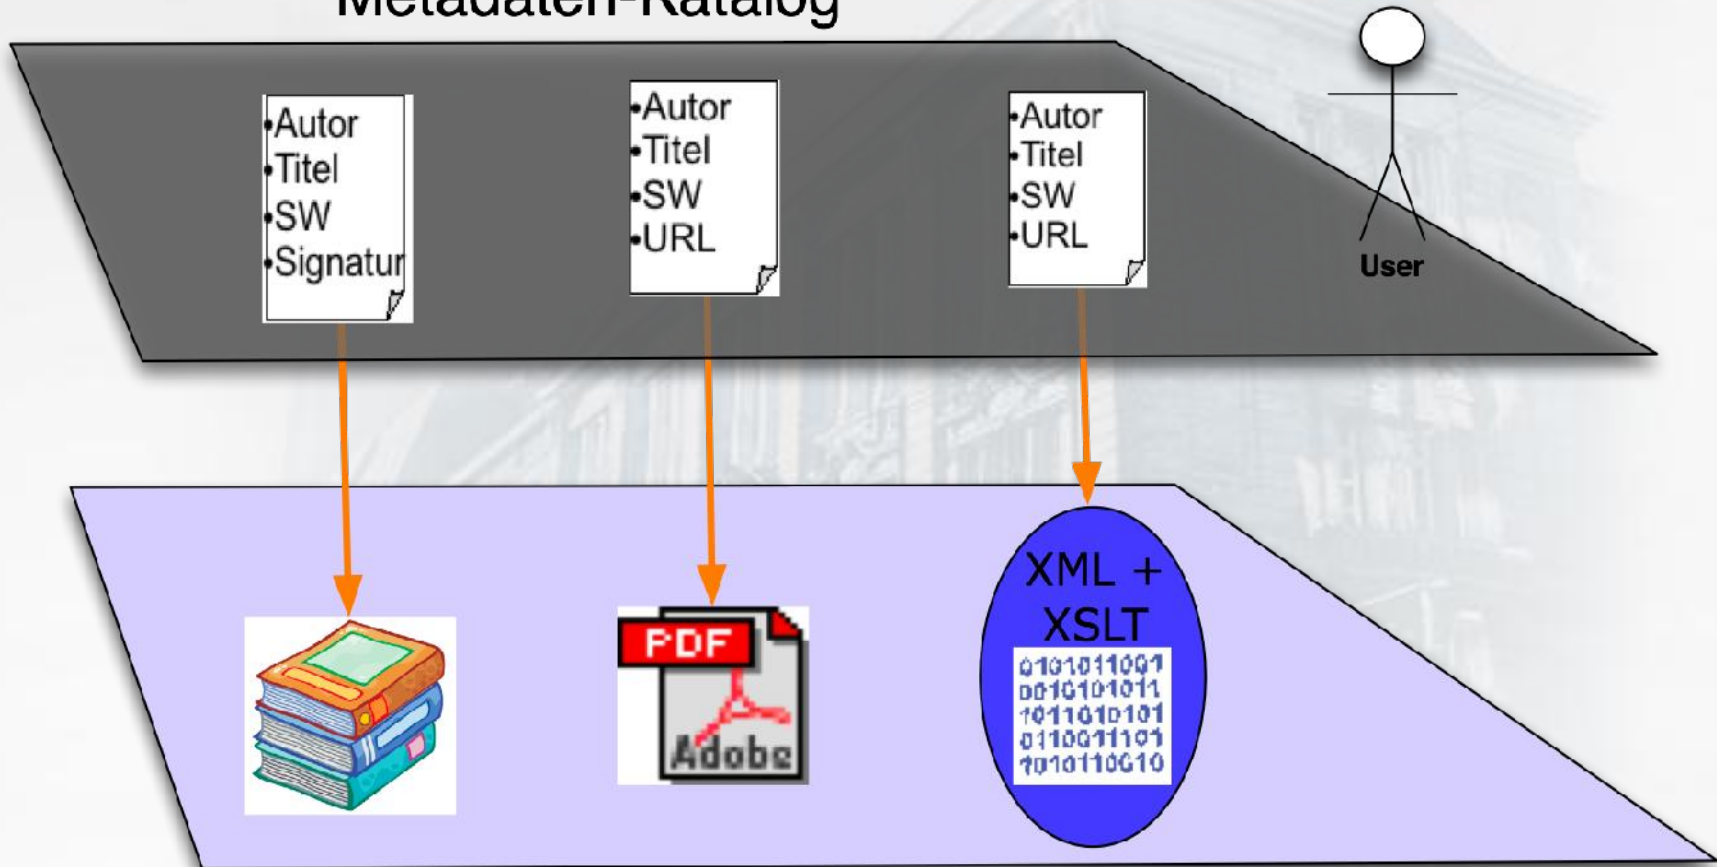 Metadaten-Katalog
•Autor
•Titel
•SW
•Signatur
•Autor
•Titel
•SW
•URL
•Autor
•Titel
•SW
•URL
User
PDF
Adobe
XML +
XSLT
0101011001
0010101011
1011010101
0110011101
1010110010